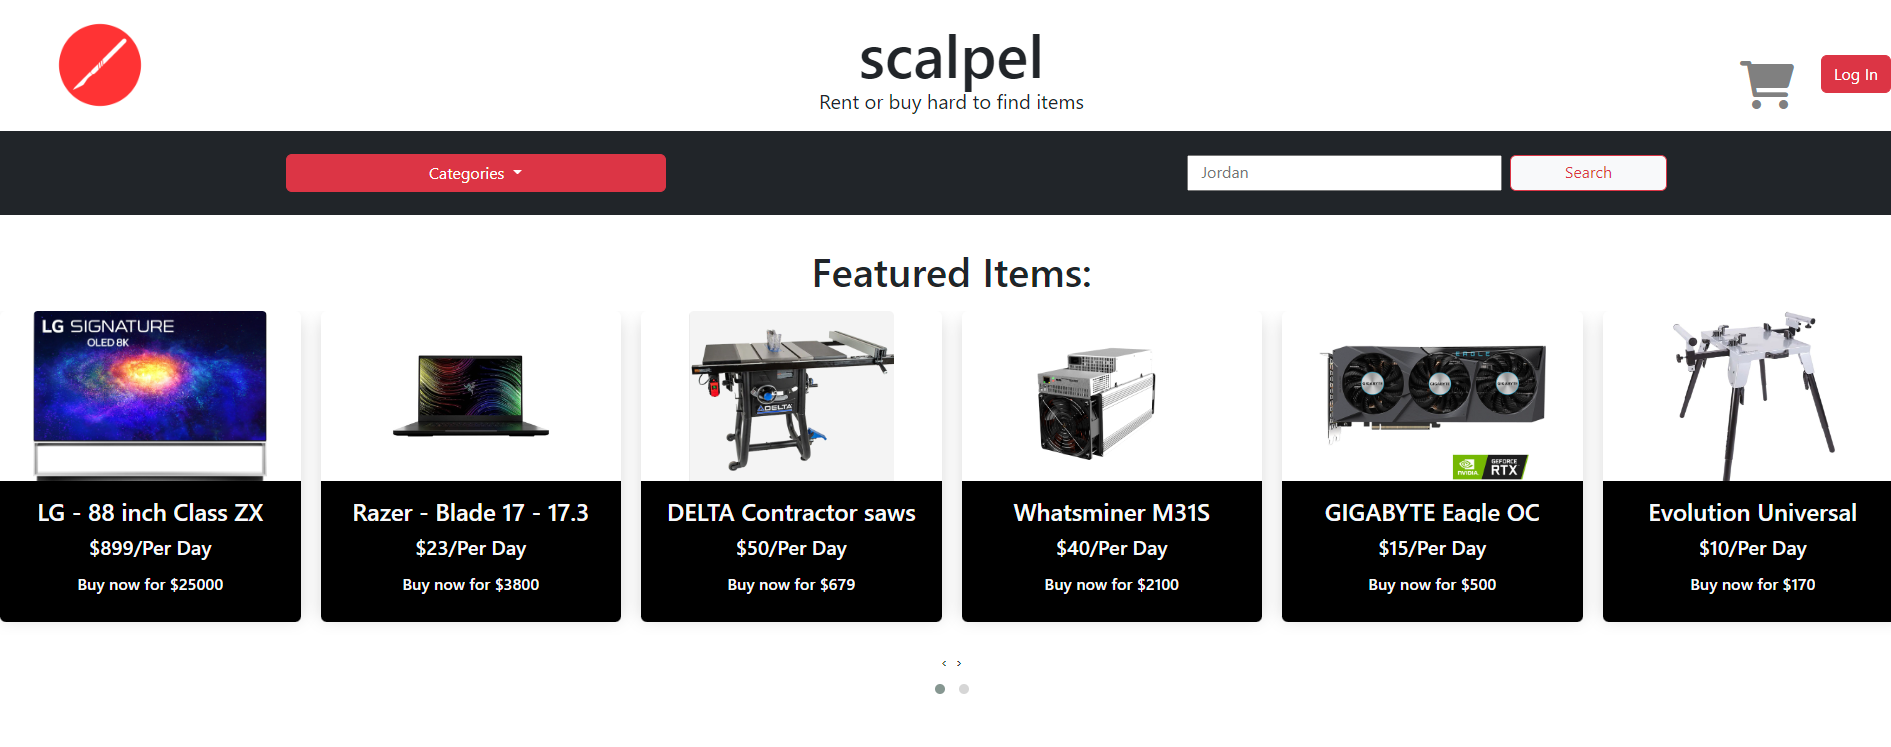 scalpel
Rent or buy hard to find items
Log In
Categories
Jordan
Search
Featured Items:
LG SIGNATURE
OLED 8K
DELTA
EAGLE
GIGABYTE
GIGABYTE
GIGABYTE
NVIDIA
GEFORCE
RTX
LG - 88 inch Class ZX
$899/Per Day
Buy now for $25000
Razer - Blade 17 - 17.3
$23/Per Day
Buy now for $3800
DELTA Contractor saws
$50/Per Day
Buy now for $679
Whatsminer M31S
$40/Per Day
Buy now for $2100
GIGABYTE Eagle OC
$15/Per Day
Buy now for $500
Evolution Universal
$10/Per Day
Buy now for $170
‹ ›